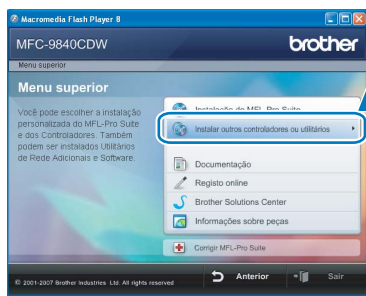 Macromedia Flash Player 8
MFC-9840CDW
brother
Menu superior
Menu superior
Você pode escolher a instalação
personalizada do MFL-Pro Suite
e dos Controladores. Também
podem ser instalados Utilitários
de Rede Adicionais e Software.
Instalação do MFL-Pro Suite
Instalar outros controladores ou utilitários
Documentação
Registo online
Brother Solutions Center
Informações sobre peças
Corrigir MFL-Pro Suite
© 2001-2007 Brother Industries Ltd. All rights reserved
Anterior
Sair